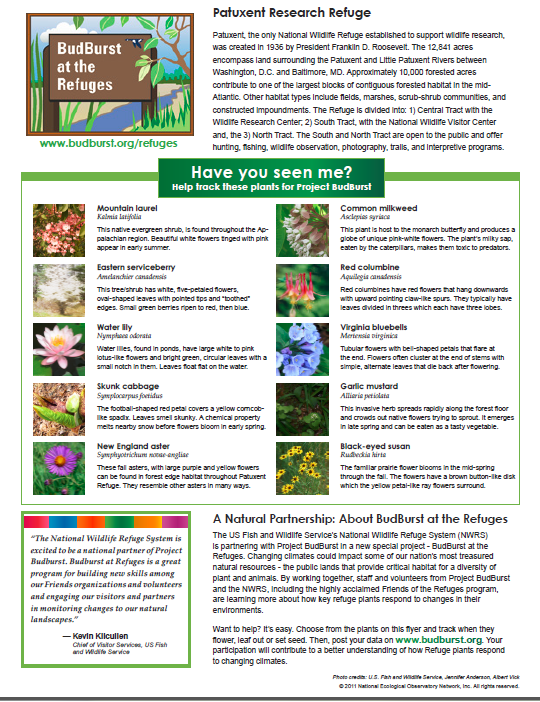 BudBurst
at the
Refuges
www.budburst.org/refuges
Patuxent Research Refuge
Patuxent, the only National Wildlife Refuge established to support wildlife research,
was created in 1936 by President Franklin D. Roosevelt. The 12,841 acres
encompass land surrounding the Patuxent and Little Patuxent Rivers between
Washington, D.C. and Baltimore, MD. Approximately 10,000 forested acres
contribute to one of the largest blocks of contiguous forested habitat in the mid-
Atlantic. Other habitat types include fields, marshes, scrub-shrub communities, and
constructed impoundments. The Refuge is divided into: 1) Central Tract with the
Wildlife Research Center; 2) South Tract, with the National Wildlife Visitor Center
and, the 3) North Tract. The South and North Tract are open to the public and offer
hunting, fishing, wildlife observation, photography, trails, and interpretive programs.
Have you seen me?
Help track these plants for Project BudBurst
Mountain laurel
Kalmia latifolia
This native evergreen shrub, is found throughout the Ap-
palachian region. Beautiful white flowers tinged with pink
appear in early summer.
Eastern serviceberry
Amelanchier canadensis
This tree/shrub has white, five-petaled flowers,
oval-shaped leaves with pointed tips and "toothed"
edges. Small green berries ripen to red, then blue.
Water lily
Nymphaea odorata
Water lilies, found in ponds, have large white to pink
lotus-like flowers and bright green, circular leaves with a
small notch in them. Leaves float flat on the water.
Skunk cabbage
Symplocarpus foetidus
The football-shaped red petal covers a yellow corncob-
like spadix. Leaves smell skunky. A chemical property
melts nearby snow before flowers bloom in early spring.
New England aster
Symphyotrichum novae-angliae
These fall asters, with large purple and yellow flowers
can be found in forest edge habitat throughout Patuxent
Refuge. They resemble other asters in many ways.
Common milkweed
Asclepias syriaca
This plant is host to the monarch butterfly and produces a
globe of unique pink-white flowers. The plant's milky sap,
eaten by the caterpillars, makes them toxic to predators.
Red columbine
Aquilegia canadensis
Red columbines have red flowers that hang downwards
with upward pointing claw-like spurs. They typically have
leaves divided in threes which each have three lobes.
Virginia bluebells
Mertensia virginica
Tubular flowers with bell-shaped petals that flare at
the end. Flowers often cluster at the end of stems with
simple, alternate leaves that die back after flowering.
Garlic mustard
Alliaria petiolata
This invasive herb spreads rapidly along the forest floor
and crowds out native flowers trying to sprout. It emerges
in late spring and can be eaten as a tasty vegetable.
Black-eyed susan
Rudbeckia hirta
The familiar prairie flower blooms in the mid-spring
through the fall. The flowers have a brown button-like disk
which the yellow petal-like ray flowers surround.
"The National Wildlife Refuge System is
excited to be a national partner of Project
Budburst. Budburst at Refuges is a great
program for building new skills among
our Friends organizations and volunteers
and engaging our visitors and partners
in monitoring changes to our natural
landscapes."
— Kevin Kilcullen
Chief of Visitor Services, US Fish
and Wildlife Service
A Natural Partnership: About BudBurst at the Refuges
The US Fish and Wildlife Service's National Wildlife Refuge System (NWRS)
is partnering with Project BudBurst in a new special project - BudBurst at the
Refuges. Changing climates could impact some of our nation's most treasured
natural resources - the public lands that provide critical habitat for a diversity of
plant and animals. By working together, staff and volunteers from Project BudBurst
and the NWRS, including the highly acclaimed Friends of the Refuges program,
are learning more about how key refuge plants respond to changes in their
environments.
Want to help? It's easy. Choose from the plants on this flyer and track when they
flower, leaf out or set seed. Then, post your data on www.budburst.org. Your
participation will contribute to a better understanding of how Refuge plants respond
to changing climates.
Photo credits: U.S. Fish and Wildlife Service, Jennifer Anderson, Albert Vick
© 2011 National Ecological Observatory Network, Inc. All rights reserved.